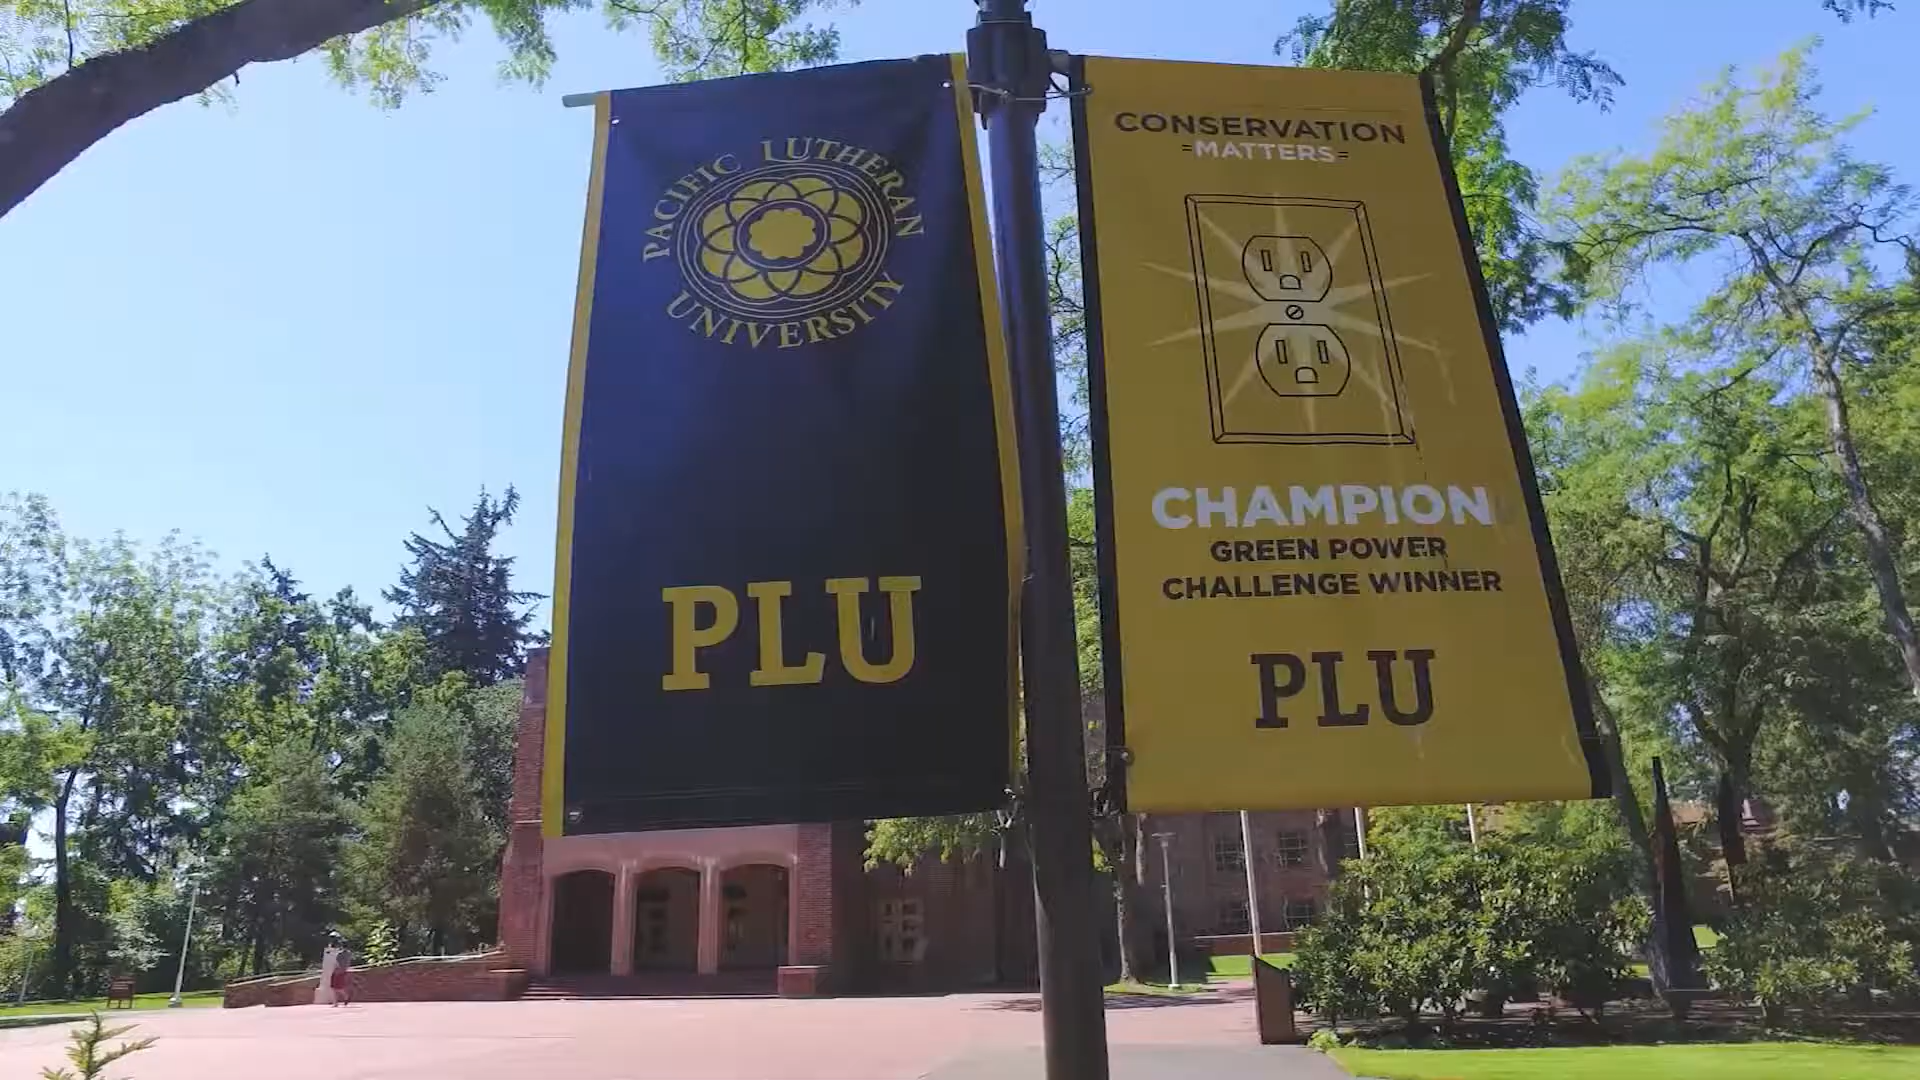 PACIFIC LUTHERAN
UNIVERSITY
PLU
CONSERVATION
=MATTERS=
CHAMPION
GREEN POWER
CHALLENGE WINNER
PLU